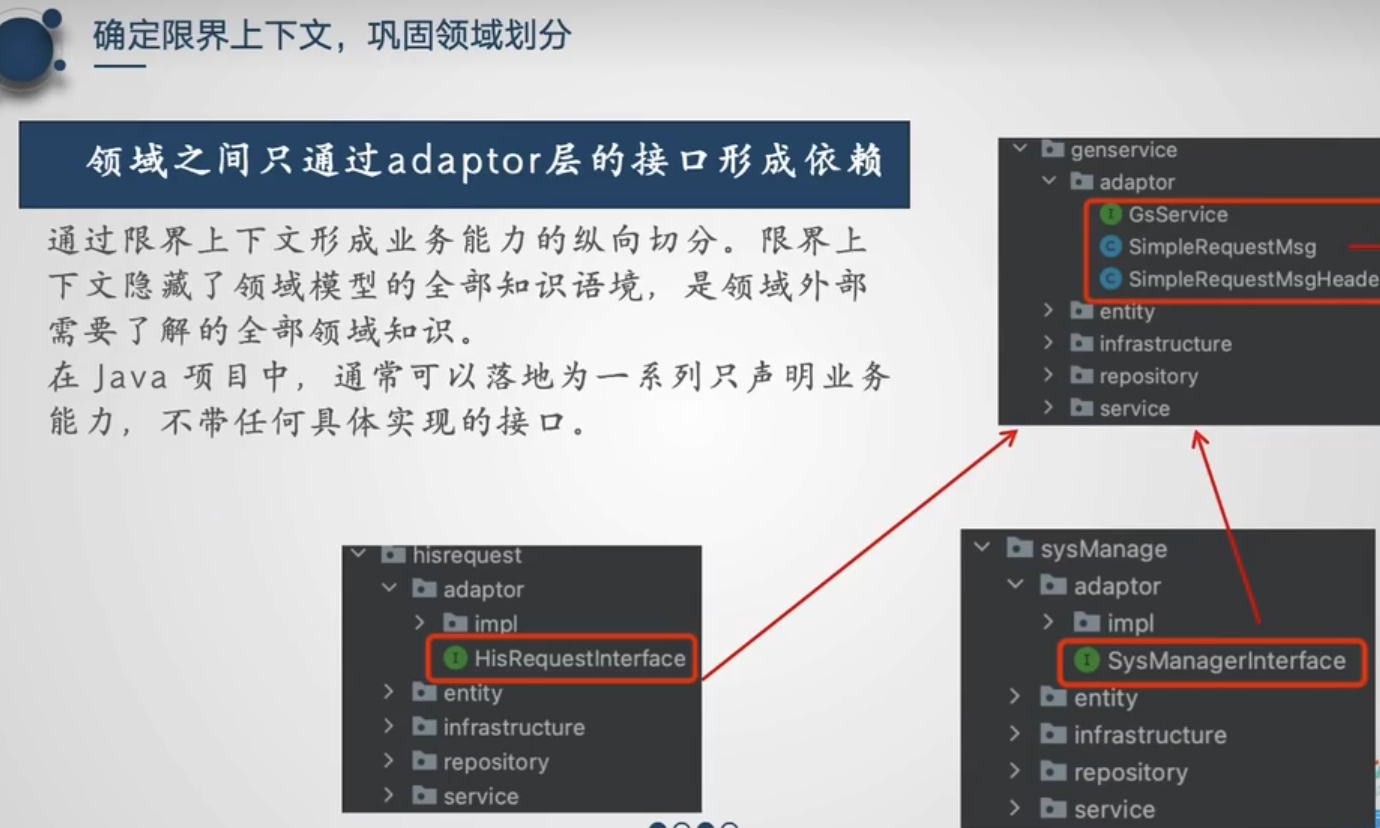 确定限界上下文，巩固领域划分
领域之间只通过adaptor层的接口形成依赖
通过限界上下文形成业务能力的纵向切分。限界上
下文隐藏了领域模型的全部知识语境，是领域外部
需要了解的全部领域知识。
在 Java 项目中，通常可以落地为一系列只声明业务
能力，不带任何具体实现的接口。
genservice
adaptor
I GsService
C SimpleRequestMsg
C SimpleRequestMsgHeade
entity
infrastructure
repository
service
hisrequest
adaptor
impl
I HisRequestInterface
entity
infrastructure
repository
service
sysManage
adaptor
impl
I SysManagerInterface
entity
infrastructure
repository
service